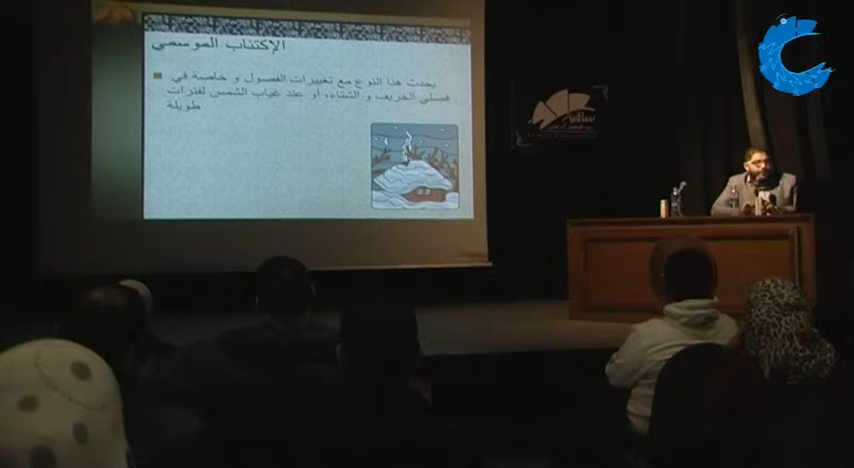 الإكتئاب الموسمي
يحدث هذا النوع مع تغييرات الفصول و خاصة في
فصلي الخريف و الشتاء، أو عند غياب الشمس لفترات
طويلة
ساقية